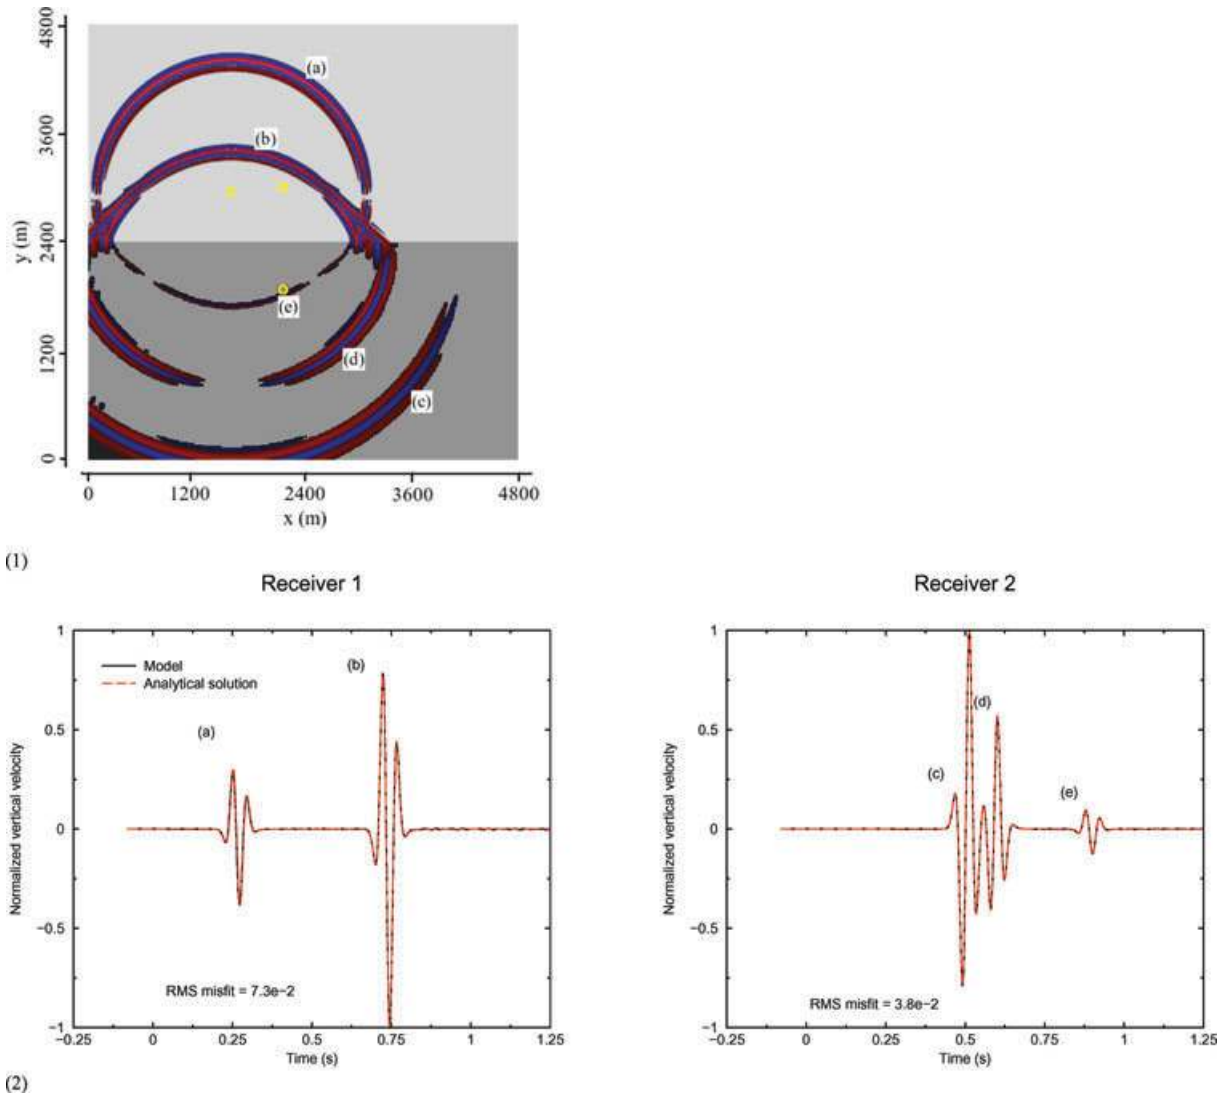 4800
(a)
(b)
3600
y (m)
2400
(e)
1200
(d)
(c)
0
0 1200 2400 3600 4800
x (m)
(1)
Receiver 1
1
Model
Analytical solution
(b)
(a)
0.5
Normalized vertical velocity
0
−0.5
RMS misfit = 7.3e−2
−1
−0.25 0 0.25 0.5 0.75 1 1.25
Time (s)
Receiver 2
1
(d)
0.5
(c)
(e)
Normalized vertical velocity
0
−0.5
RMS misfit = 3.8e−2
−1
−0.25 0 0.25 0.5 0.75 1 1.25
Time (s)
(2)